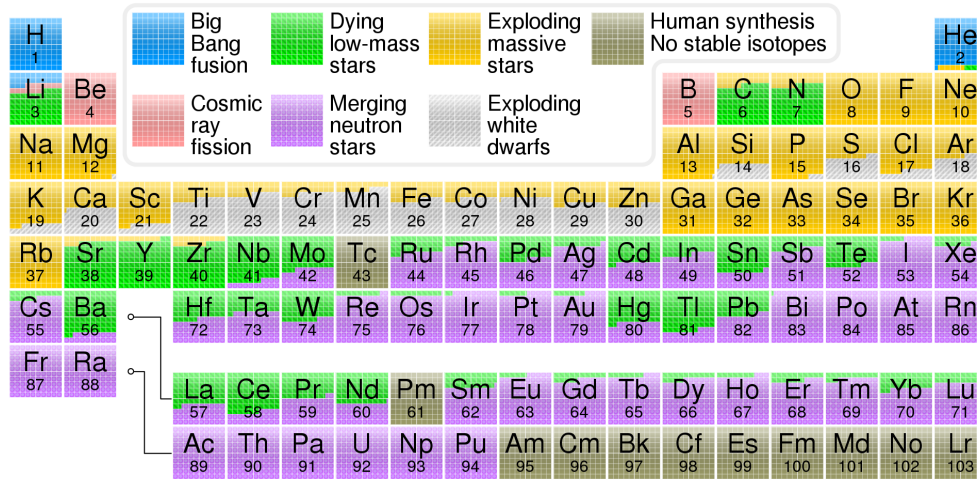 H
1
Big
Bang
fusion
Dying
low-mass
stars
Exploding
massive
stars
Human synthesis
No stable isotopes
He
2
Li
3
Be
4
Cosmic
ray
fission
Merging
neutron
stars
Exploding
white
dwarfs
B C N O F Ne
5 6 7 8 9 10
Na Mg Al Si P S Cl Ar
11 12 13 14 15 16 17 18
K Ca Sc Ti V Cr Mn Fe Co Ni Cu Zn Ga Ge As Se Br Kr
19 20 21 22 23 24 25 26 27 28 29 30 31 32 33 34 35 36
Rb Sr Y Zr Nb Mo Tc Ru Rh Pd Ag Cd In Sn Sb Te I Xe
37 38 39 40 41 42 43 44 45 46 47 48 49 50 51 52 53 54
Cs Ba Hf Ta W Re Os Ir Pt Au Hg Tl Pb Bi Po At Rn
55 56 72 73 74 75 76 77 78 79 80 81 82 83 84 85 86
Fr Ra
87 88
La Ce Pr Nd Pm Sm Eu Gd Tb Dy Ho Er Tm Yb Lu
57 58 59 60 61 62 63 64 65 66 67 68 69 70 71
Ac Th Pa U Np Pu Am Cm Bk Cf Es Fm Md No Lr
89 90 91 92 93 94 95 96 97 98 99 100 101 102 103